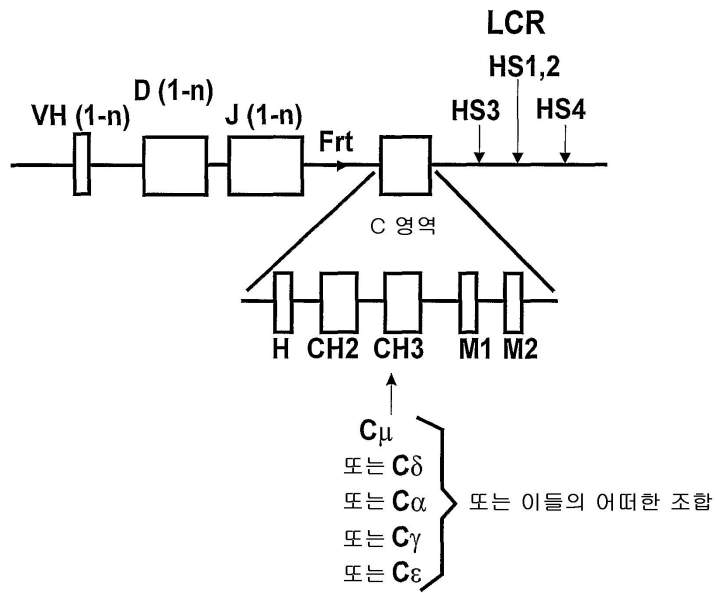 LCR
HS1,2
D (1-n)
VH (1-n)
J (1-n)
HS3
HS4
Frt
C 영역
H
CH2
CH3
M1
M2
Cμ
또는 Cδ
또는 Cα
또는 Cγ
또는 Cε
또는 이들의 어떠한 조합